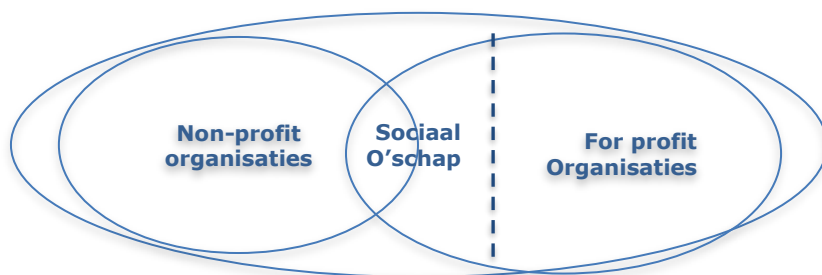 Non-profit
organisaties
Sociaal
O'schap
For profit
Organisaties